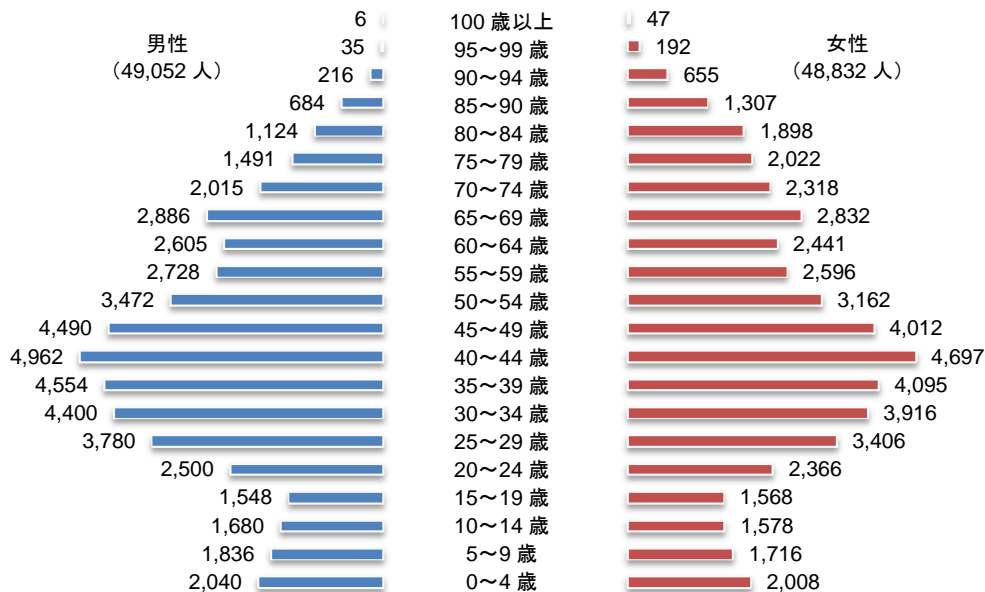 6 100 歳以上 47
男性 35 95～99 歳 192 女性
（49,052 人） 216 90～94 歳 655 （48,832 人）
684 85～90 歳 1,307
1,124 80～84 歳 1,898
1,491 75～79 歳 2,022
2,015 70～74 歳 2,318
2,886 65～69 歳 2,832
2,605 60～64 歳 2,441
2,728 55～59 歳 2,596
3,472 50～54 歳 3,162
4,490 45～49 歳 4,012
4,962 40～44 歳 4,697
4,554 35～39 歳 4,095
4,400 30～34 歳 3,916
3,780 25～29 歳 3,406
2,500 20～24 歳 2,366
1,548 15～19 歳 1,568
1,680 10～14 歳 1,578
1,836 5～9 歳 1,716
2,040 0～4 歳 2,008